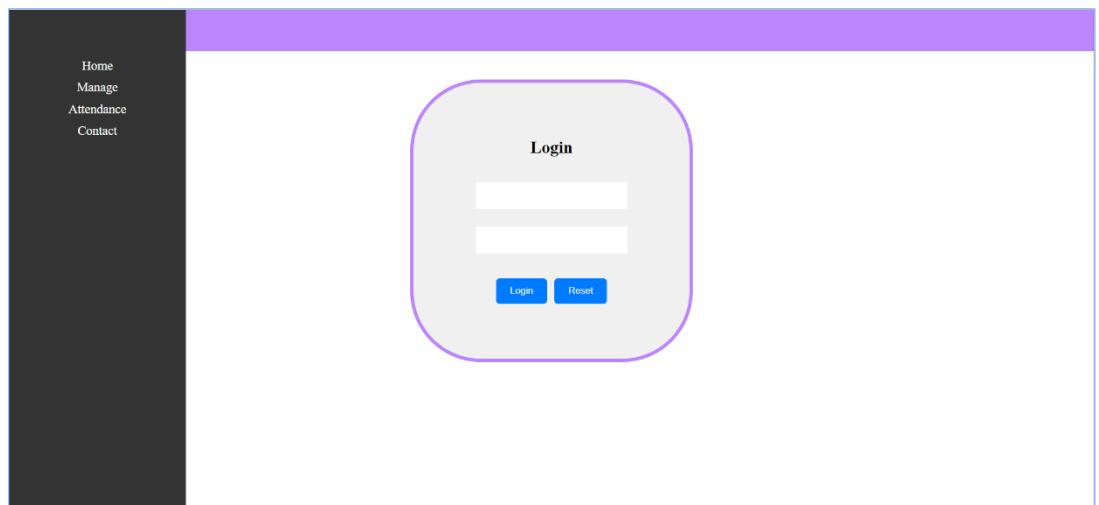 Home
Manage
Attendance
Contact
Login
Login Reset